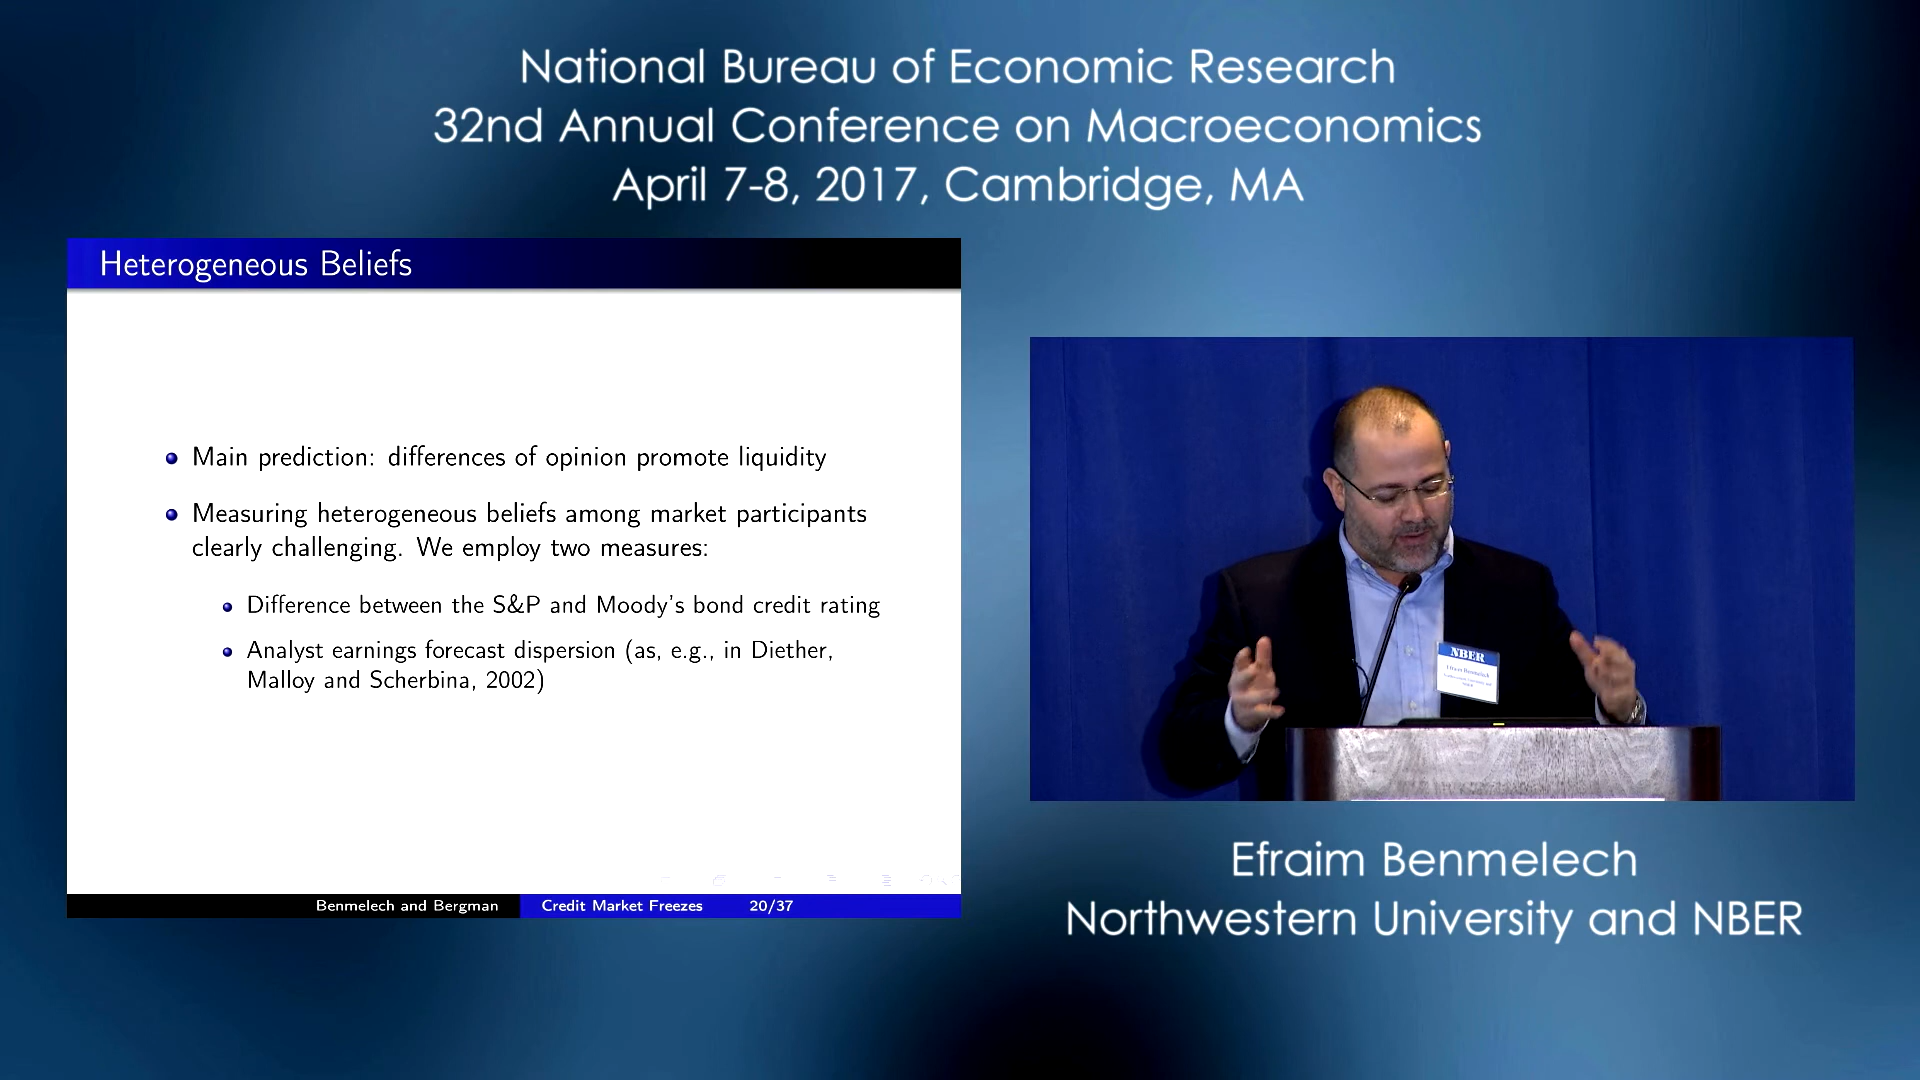 National Bureau of Economic Research
32nd Annual Conference on Macroeconomics
April 7-8, 2017, Cambridge, MA
Heterogeneous Beliefs
Main prediction: differences of opinion promote liquidity
Measuring heterogeneous beliefs among market participants
clearly challenging. We employ two measures:
Difference between the S&P and Moody's bond credit rating
Analyst earnings forecast dispersion (as, e.g., in Diether,
Malloy and Scherbina, 2002)
Benmelech and Bergman
Credit Market Freezes 20/37
NBER
Efraim Benmelech
Efraim Benmelech
Northwestern University and NBER